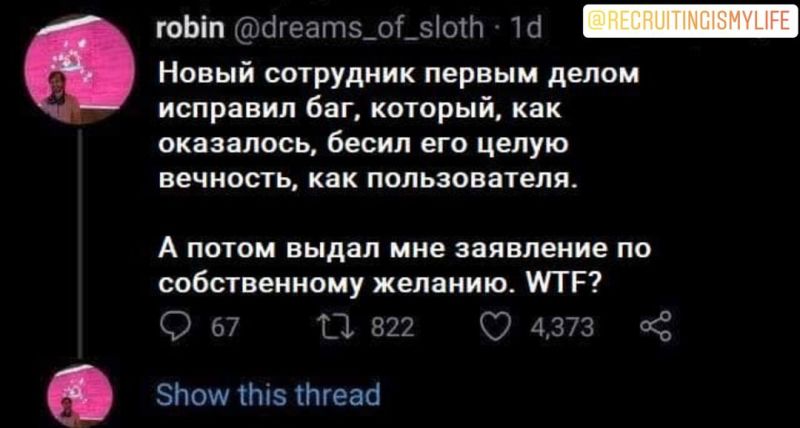 robin @dreams_of_sloth · 1d
@RECRUITINGISMYLIFE
Новый сотрудник первым делом
исправил баг, который, как
оказалось, бесил его целую
вечность, как пользователя.
А потом выдал мне заявление по
собственному желанию. WTF?
67 822 4,373
Show this thread